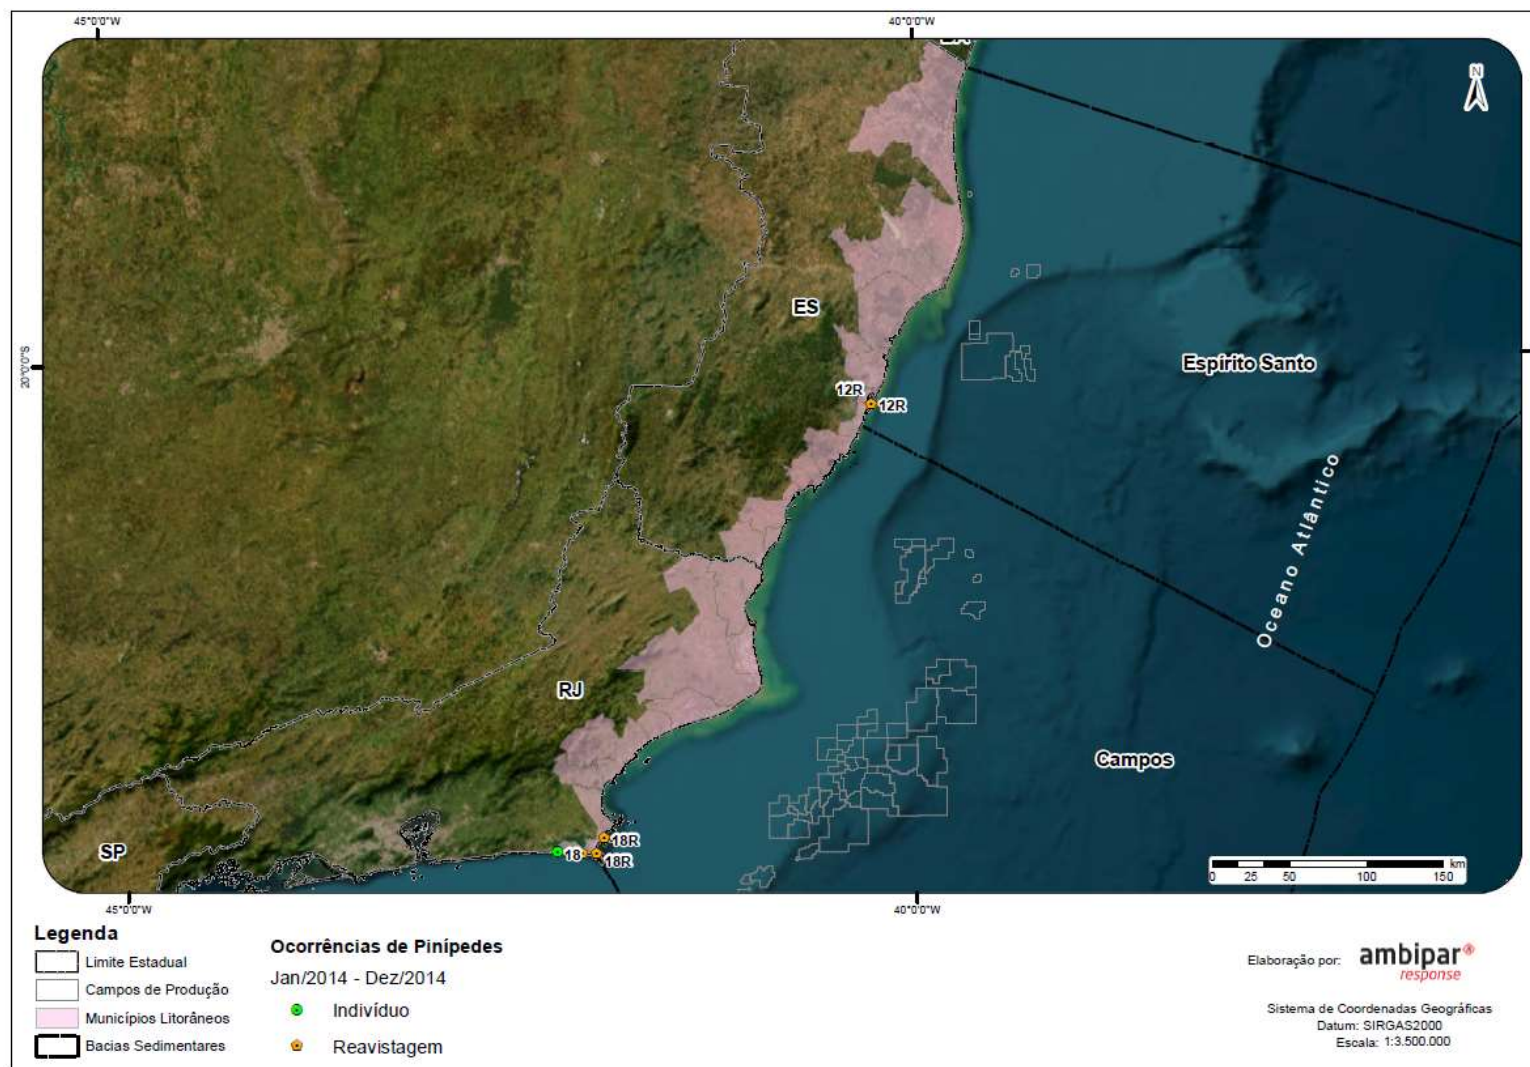 45°0'0"W
40°0'0"W
BA
N
ES
Espírito Santo
20°0'0"S
12R
12R
Oceano Atlântico
RJ
Campos
18R
SP
18
18R
km
0 25 50 100 150
45°0'0"W
40°0'0"W
Legenda
Limite Estadual
Campos de Produção
Municípios Litorâneos
Bacias Sedimentares
Ocorrências de Pinípedes
Jan/2014 - Dez/2014
Indivíduo
Reavistagem
Elaboração por:
ambipar®
response
Sistema de Coordenadas Geográficas
Datum: SIRGAS2000
Escala: 1:3.500.000